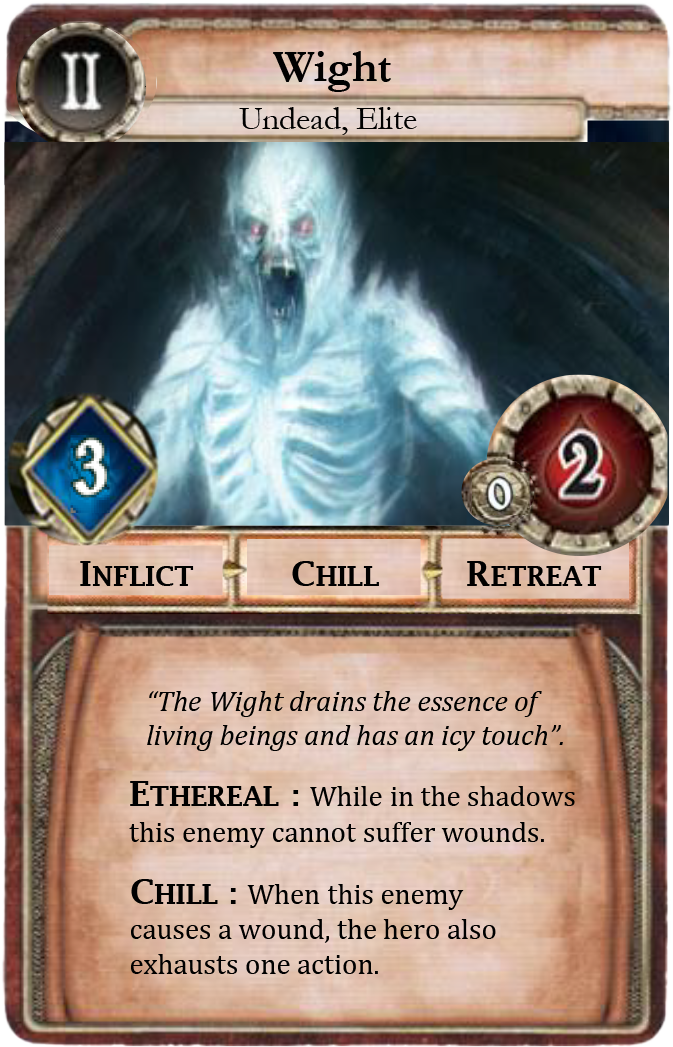 II
Wight
Undead, Elite
3
0
2
INFLICT
CHILL
RETREAT
“The Wight drains the essence of
living beings and has an icy touch”.
ETHEREAL : While in the shadows
this enemy cannot suffer wounds.
CHILL : When this enemy
causes a wound, the hero also
exhausts one action.